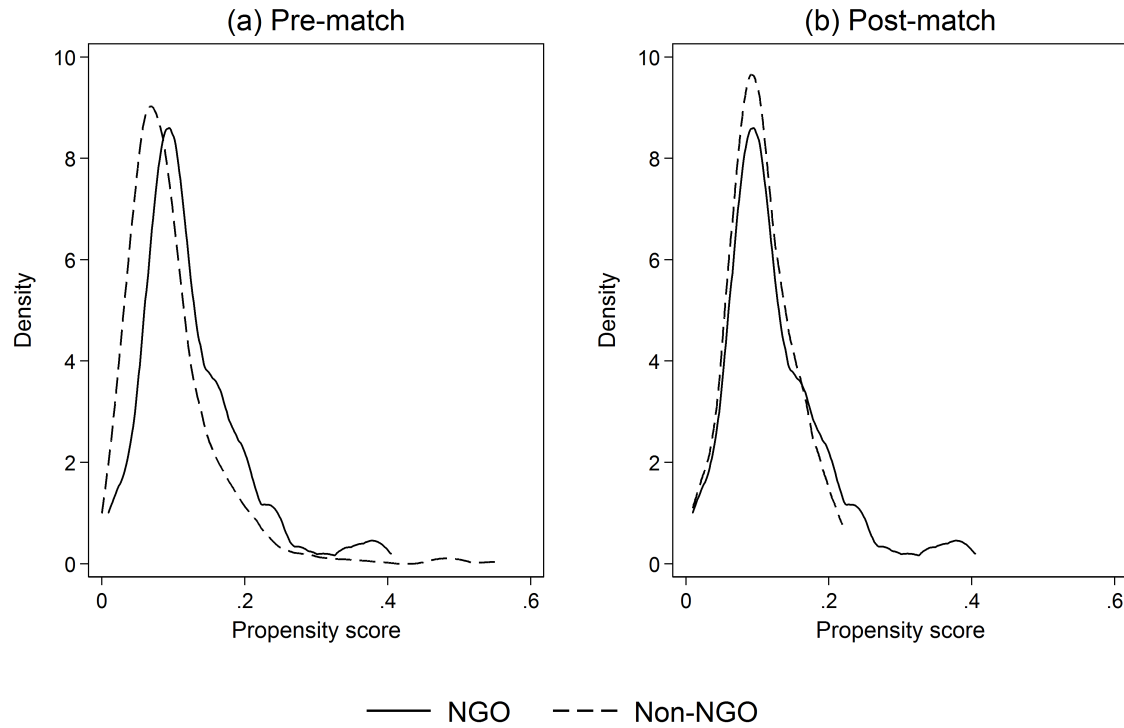 (a) Pre-match
10
8
6
4
2
0
Density
0 .2 .4 .6
Propensity score
(b) Post-match
10
8
6
4
2
0
Density
0 .2 .4 .6
Propensity score
NGO Non-NGO